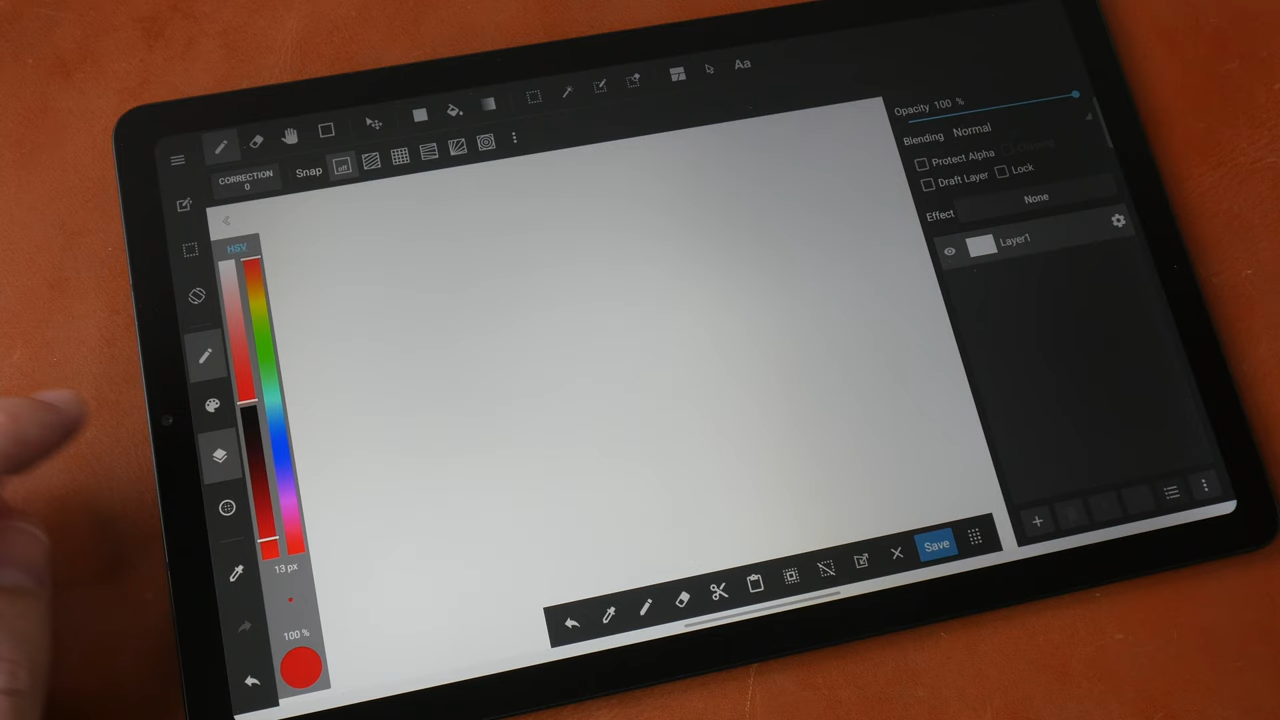 Aa
CORRECTION
0
Snap
off
HSV
13 px
100 %
Opacity 100 %
Blending Normal
Protect Alpha Clipping
Draft Layer Lock
Effect None
Layer1
Save